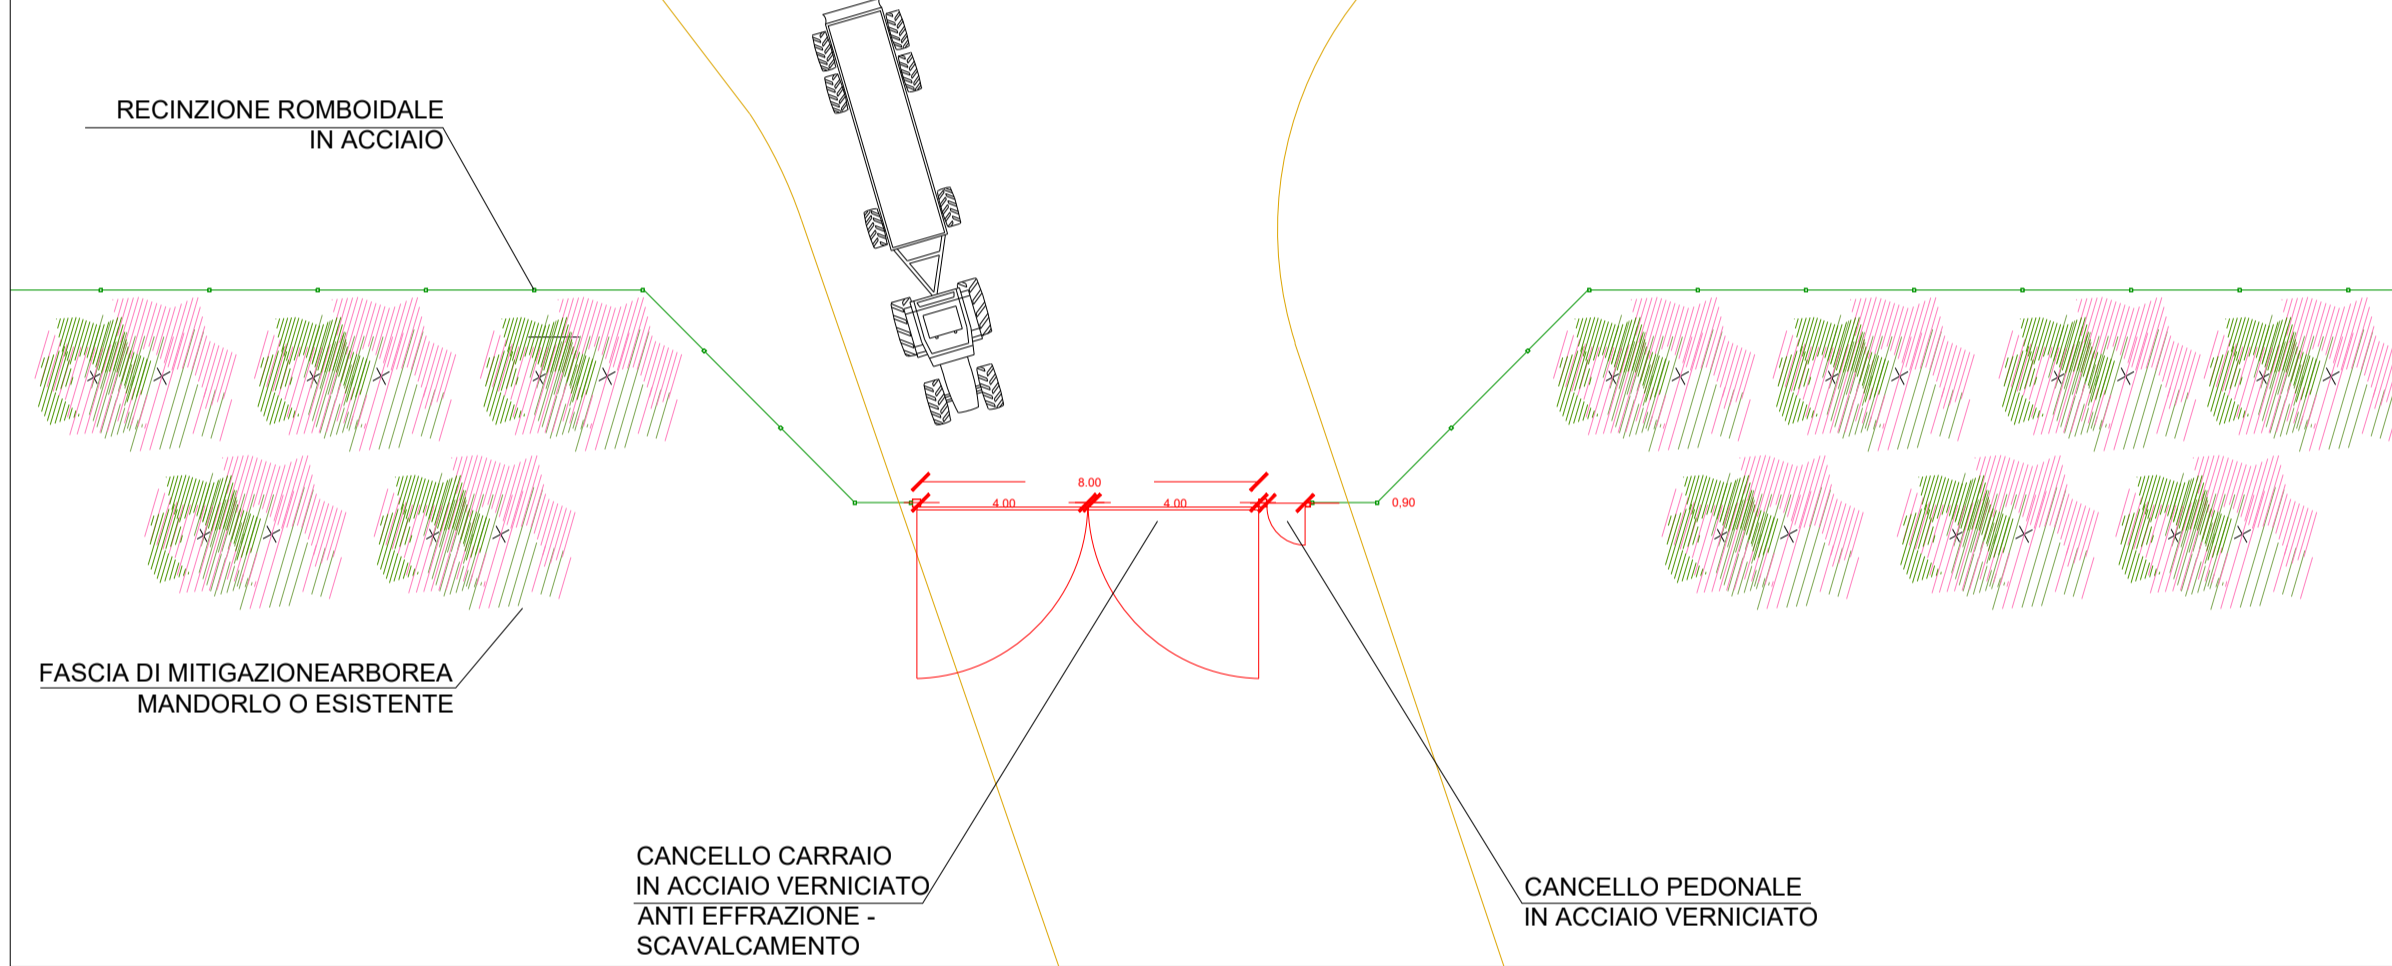 RECINZIONE ROMBOIDALE
IN ACCIAIO
8.00
4.00
4.00
0,90
FASCIA DI MITIGAZIONEARBOREA
MANDORLO O ESISTENTE
CANCELLO CARRAIO
IN ACCIAIO VERNICIATO
ANTI EFFRAZIONE -
SCAVALCAMENTO
CANCELLO PEDONALE
IN ACCIAIO VERNICIATO